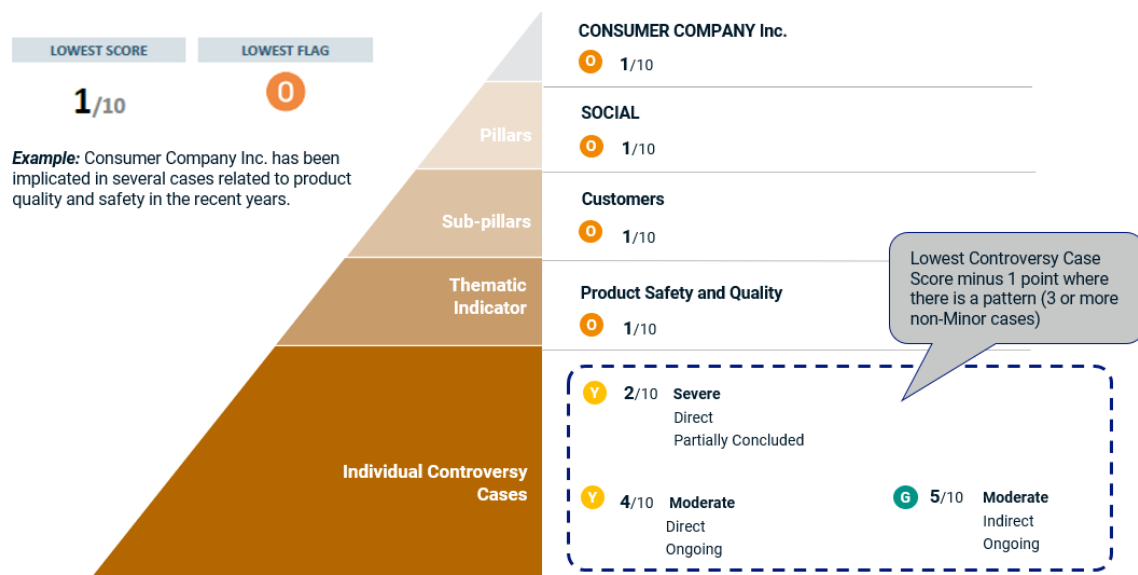 LOWEST SCORE
LOWEST FLAG
1/10
O
Example: Consumer Company Inc. has been
implicated in several cases related to product
quality and safety in the recent years.
Pillars
Sub-pillars
Thematic
Indicator
Individual Controversy
Cases
CONSUMER COMPANY Inc.
O 1/10
SOCIAL
O 1/10
Customers
O 1/10
Product Safety and Quality
O 1/10
Lowest Controversy Case
Score minus 1 point where
there is a pattern (3 or more
non-Minor cases)
Y 2/10 Severe
Direct
Partially Concluded
Y 4/10 Moderate
Direct
Ongoing
G 5/10 Moderate
Indirect
Ongoing